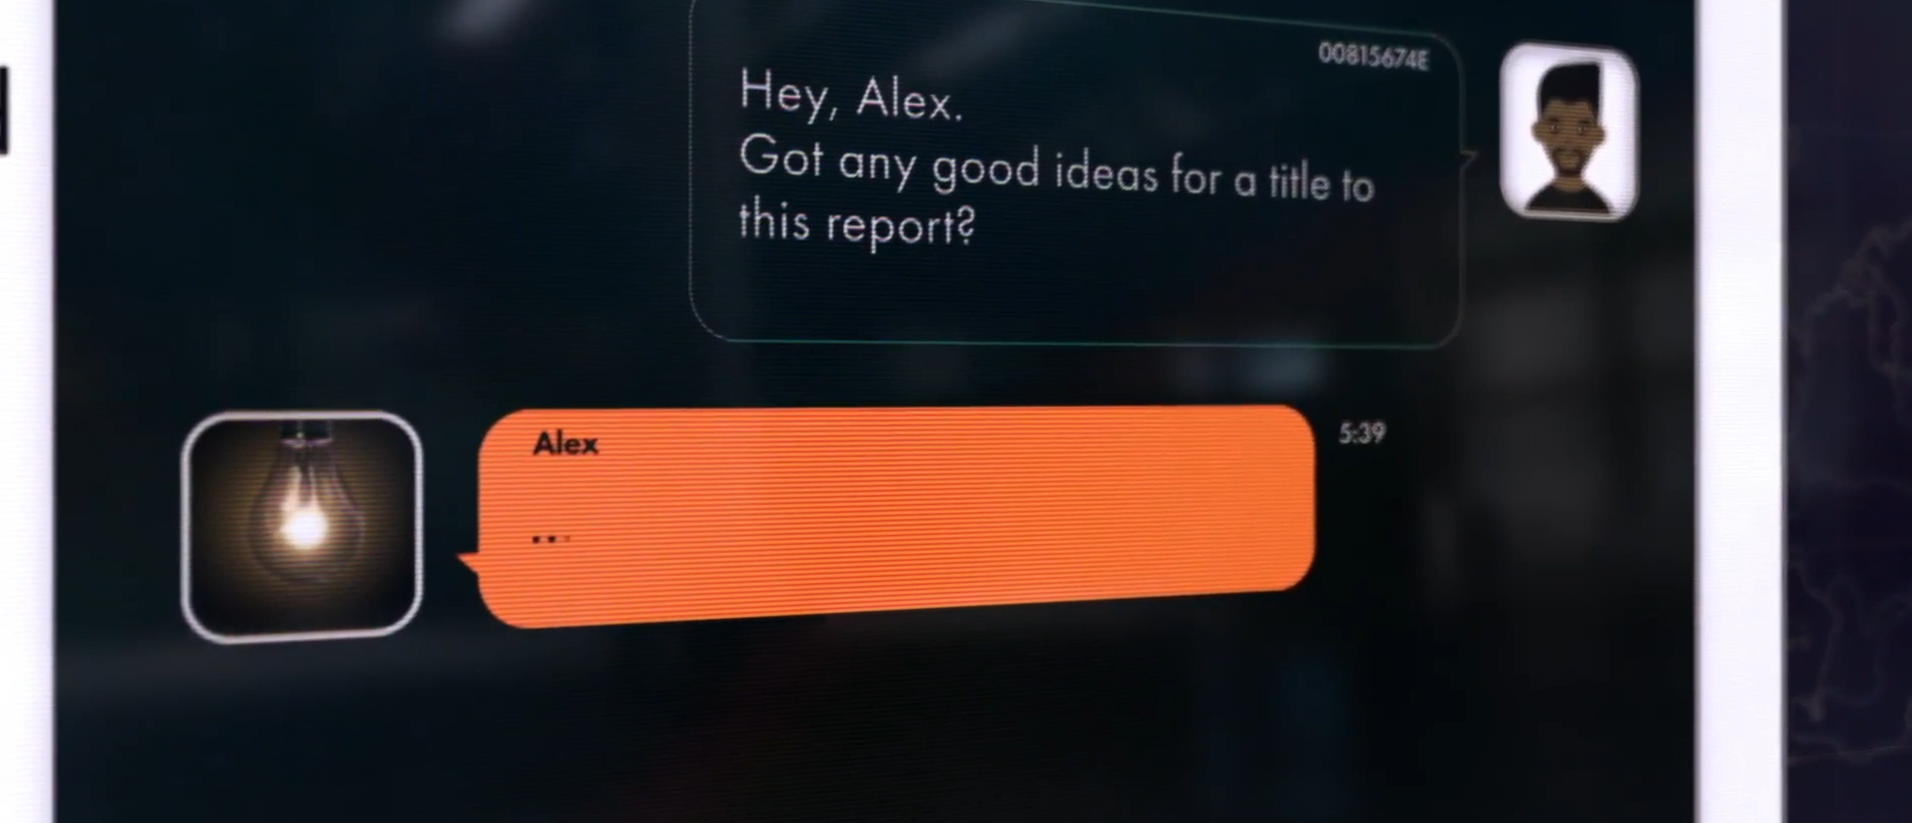 00815674E
Hey, Alex.
Got any good ideas for a title to
this report?
Alex
5:39
...